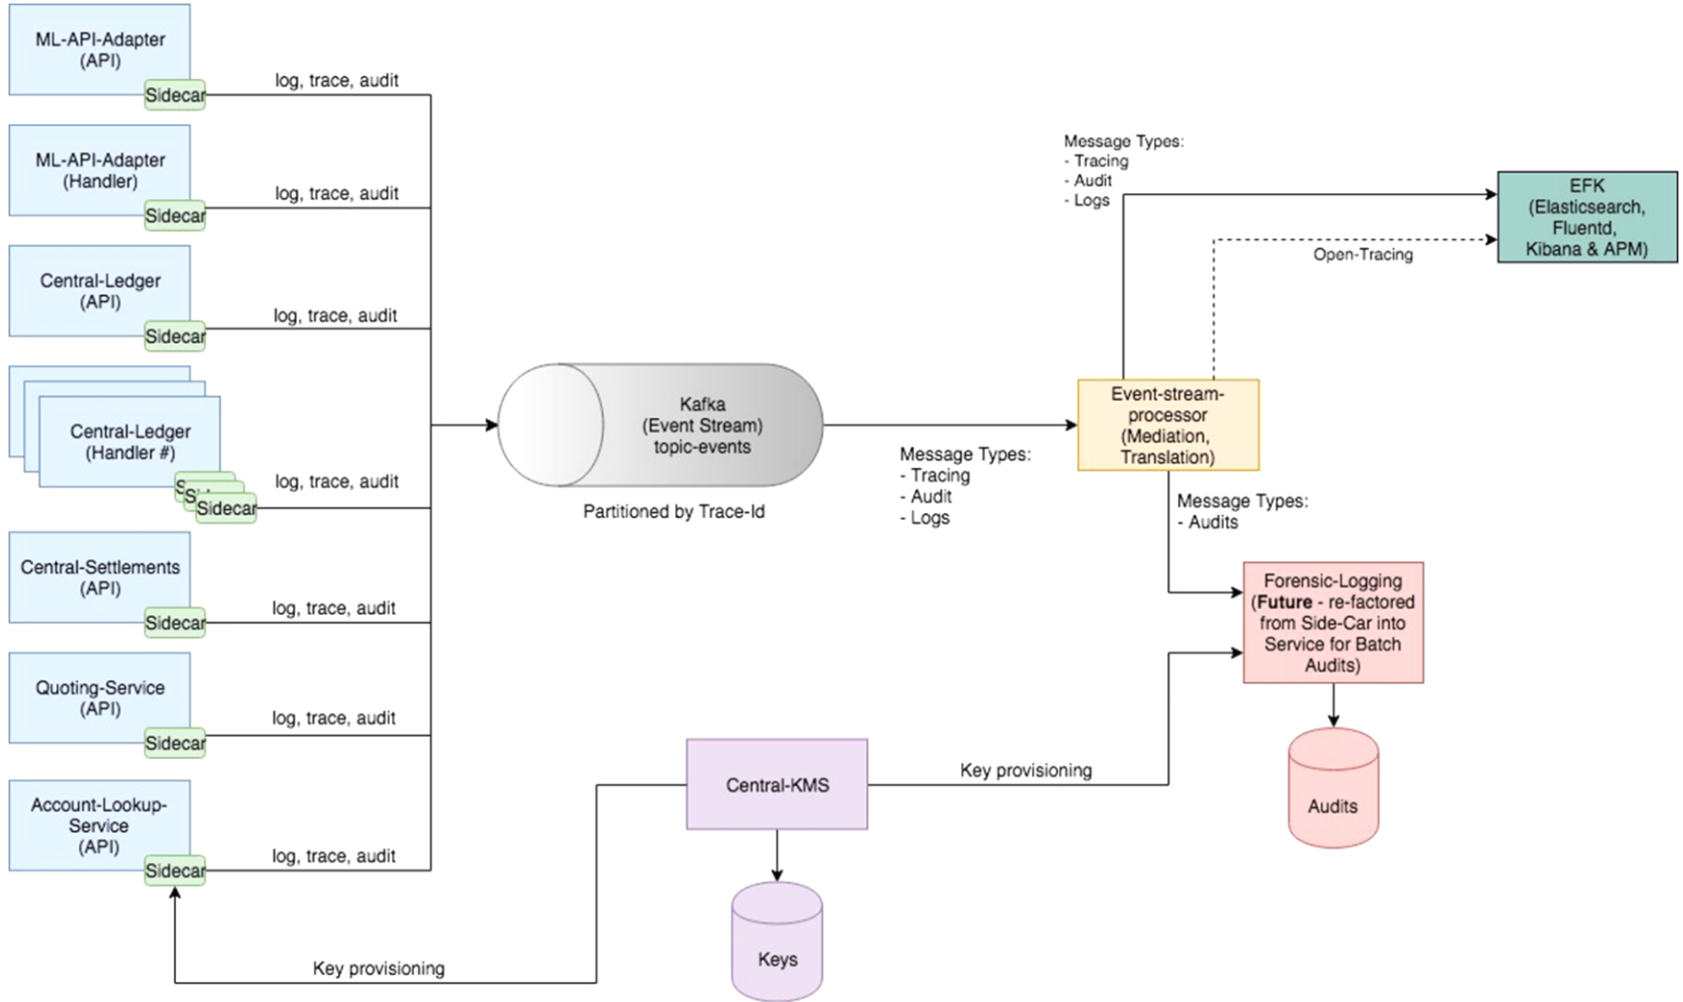 ML-API-Adapter
(API)
Sidecar
log, trace, audit
ML-API-Adapter
(Handler)
Sidecar
log, trace, audit
Central-Ledger
(API)
Sidecar
log, trace, audit
Central-Ledger
(Handler #)
Sidecar
log, trace, audit
Central-Settlements
(API)
Sidecar
log, trace, audit
Quoting-Service
(API)
Sidecar
log, trace, audit
Account-Lookup-
Service
(API)
Sidecar
log, trace, audit
Key provisioning
Kafka
(Event Stream)
topic-events
Partitioned by Trace-Id
Message Types:
- Tracing
- Audit
- Logs
Event-stream-
processor
(Mediation,
Translation)
Message Types:
- Tracing
- Audit
- Logs
Open-Tracing
EFK
(Elasticsearch,
Fluentd,
Kibana & APM)
Message Types:
- Audits
Forensic-Logging
(Future - re-factored
from Side-Car into
Service for Batch
Audits)
Audits
Central-KMS
Key provisioning
Keys